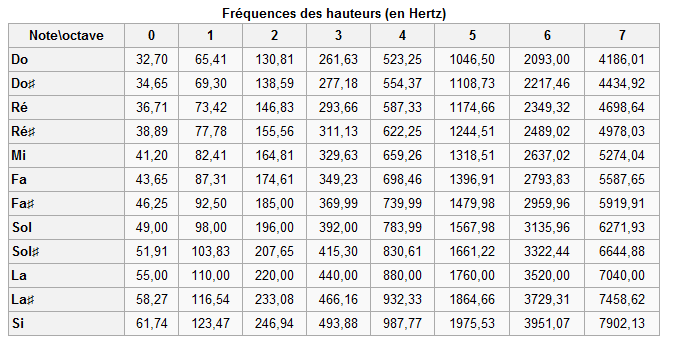 Fréquences des hauteurs (en Hertz)
Note\octave 0 1 2 3 4 5 6 7
Do 32,70 65,41 130,81 261,63 523,25 1046,50 2093,00 4186,01
Do♯ 34,65 69,30 138,59 277,18 554,37 1108,73 2217,46 4434,92
Ré 36,71 73,42 146,83 293,66 587,33 1174,66 2349,32 4698,64
Ré♯ 38,89 77,78 155,56 311,13 622,25 1244,51 2489,02 4978,03
Mi 41,20 82,41 164,81 329,63 659,26 1318,51 2637,02 5274,04
Fa 43,65 87,31 174,61 349,23 698,46 1396,91 2793,83 5587,65
Fa♯ 46,25 92,50 185,00 369,99 739,99 1479,98 2959,96 5919,91
Sol 49,00 98,00 196,00 392,00 783,99 1567,98 3135,96 6271,93
Sol♯ 51,91 103,83 207,65 415,30 830,61 1661,22 3322,44 6644,88
La 55,00 110,00 220,00 440,00 880,00 1760,00 3520,00 7040,00
La♯ 58,27 116,54 233,08 466,16 932,33 1864,66 3729,31 7458,62
Si 61,74 123,47 246,94 493,88 987,77 1975,53 3951,07 7902,13